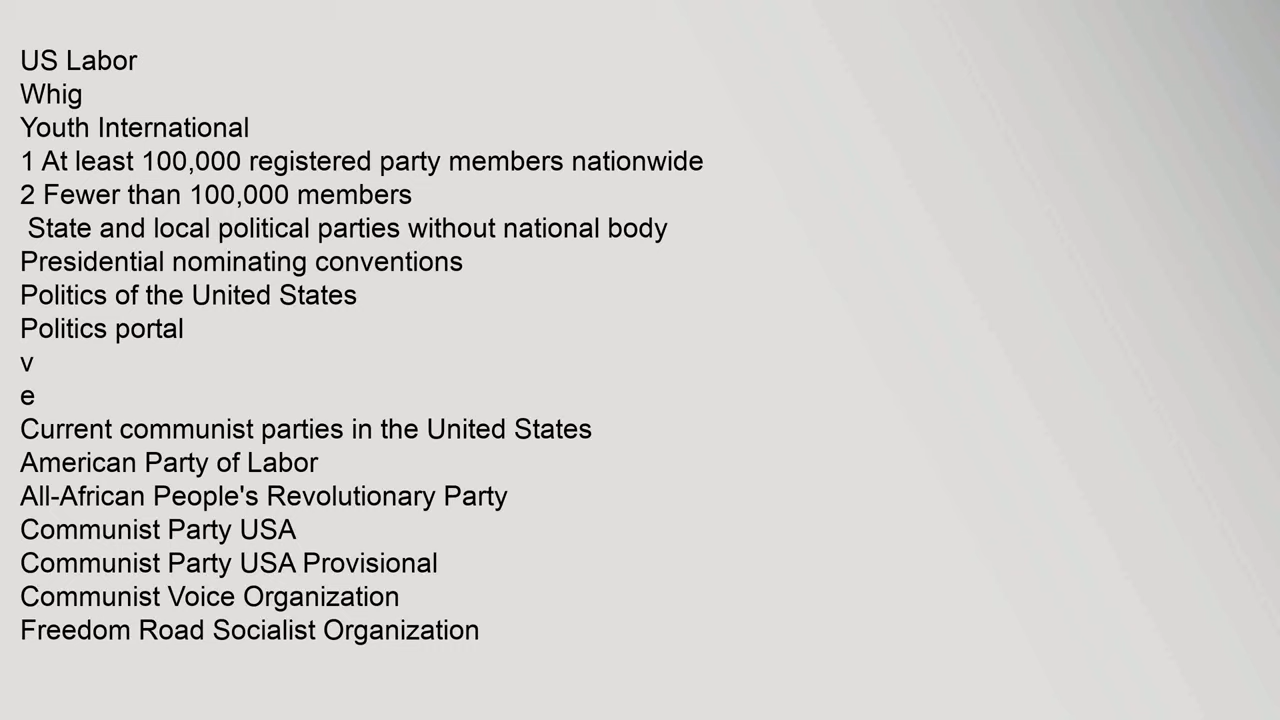 US Labor
Whig
Youth International
1 At least 100,000 registered party members nationwide
2 Fewer than 100,000 members
State and local political parties without national body
Presidential nominating conventions
Politics of the United States
Politics portal
v
e
Current communist parties in the United States
American Party of Labor
All-African People's Revolutionary Party
Communist Party USA
Communist Party USA Provisional
Communist Voice Organization
Freedom Road Socialist Organization